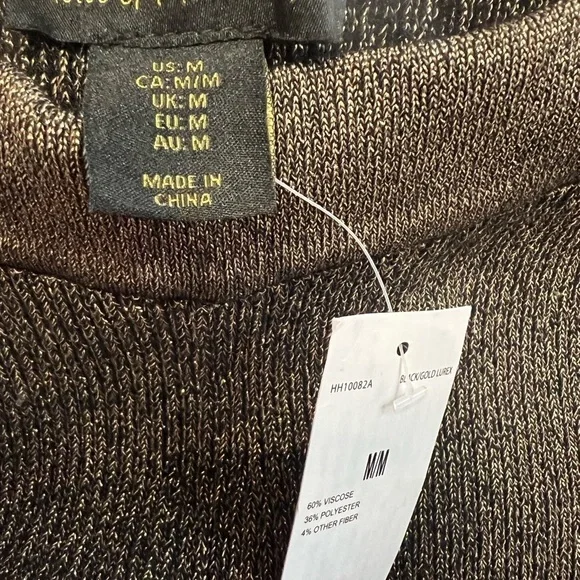 US: M
CA: M/M
UK: M
EU: M
AU: M
MADE IN
CHINA
HH10082A
BLACK/GOLD LUREX
M/M
60% VISCOSE
36% POLYESTER
4% OTHER FIBER